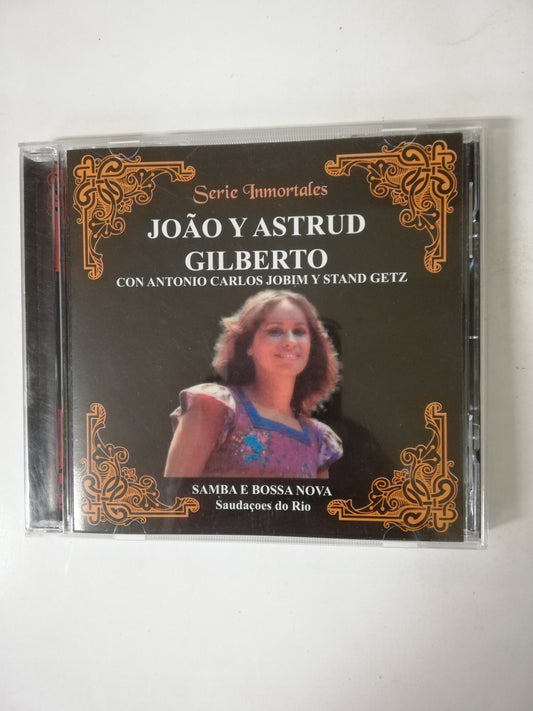 Serie Inmortales
JOÃO Y ASTRUD
GILBERTO
CON ANTONIO CARLOS JOBIM Y STAND GETZ
SAMBA E BOSSA NOVA
Saudaçoes do Rio